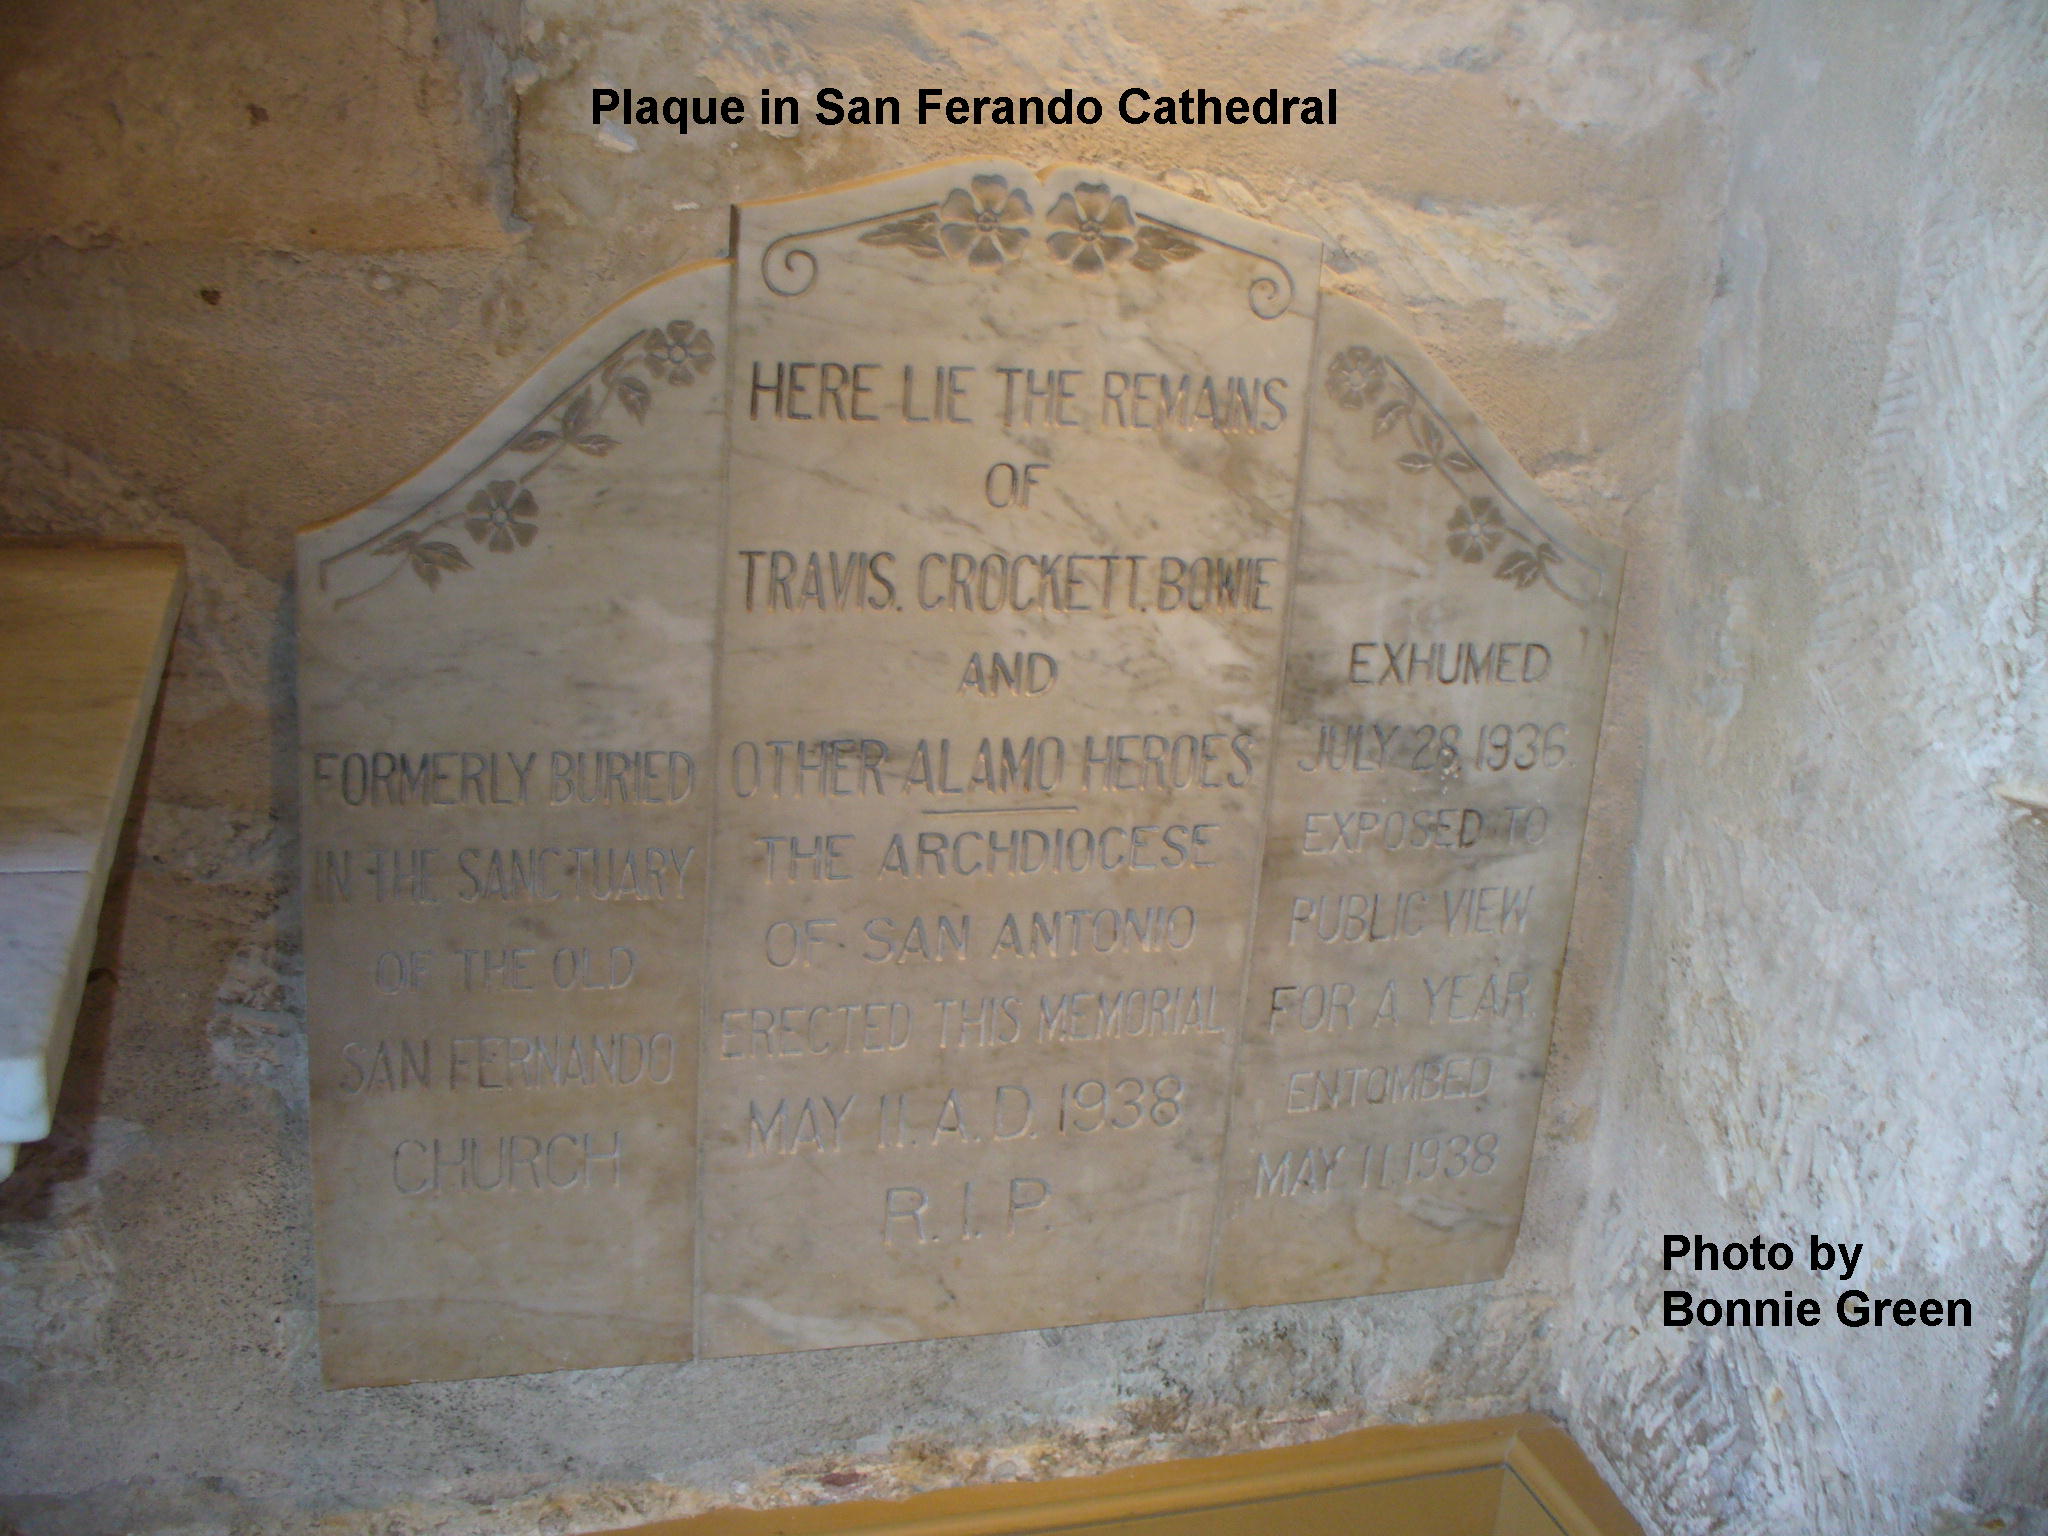 Plaque in San Ferando Cathedral
HERE LIE THE REMAINS
OF
TRAVIS. CROCKETT. BOWIE
AND
OTHER ALAMO HEROES
THE ARCHDIOCESE
OF SAN ANTONIO
ERECTED THIS MEMORIAL
MAY 11. A.D. 1938
R.I.P.
FORMERLY BURIED
IN THE SANCTUARY
OF THE OLD
SAN FERNANDO
CHURCH
EXHUMED
JULY 28, 1936.
EXPOSED TO
PUBLIC VIEW
FOR A YEAR.
ENTOMBED
MAY 11. 1938
Photo by
Bonnie Green